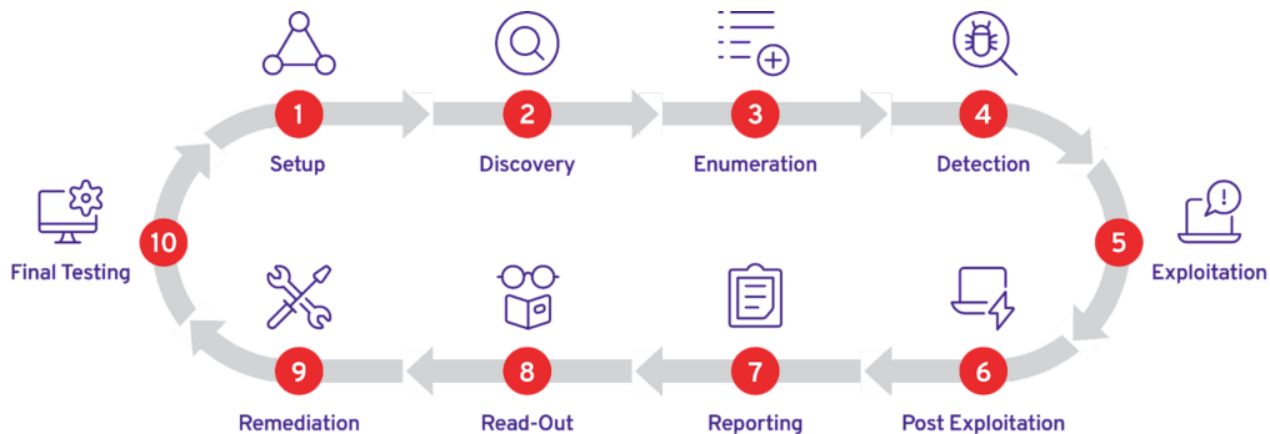 1
Setup
2
Discovery
3
Enumeration
4
Detection
5
Exploitation
6
Post Exploitation
7
Reporting
8
Read-Out
9
Remediation
10
Final Testing